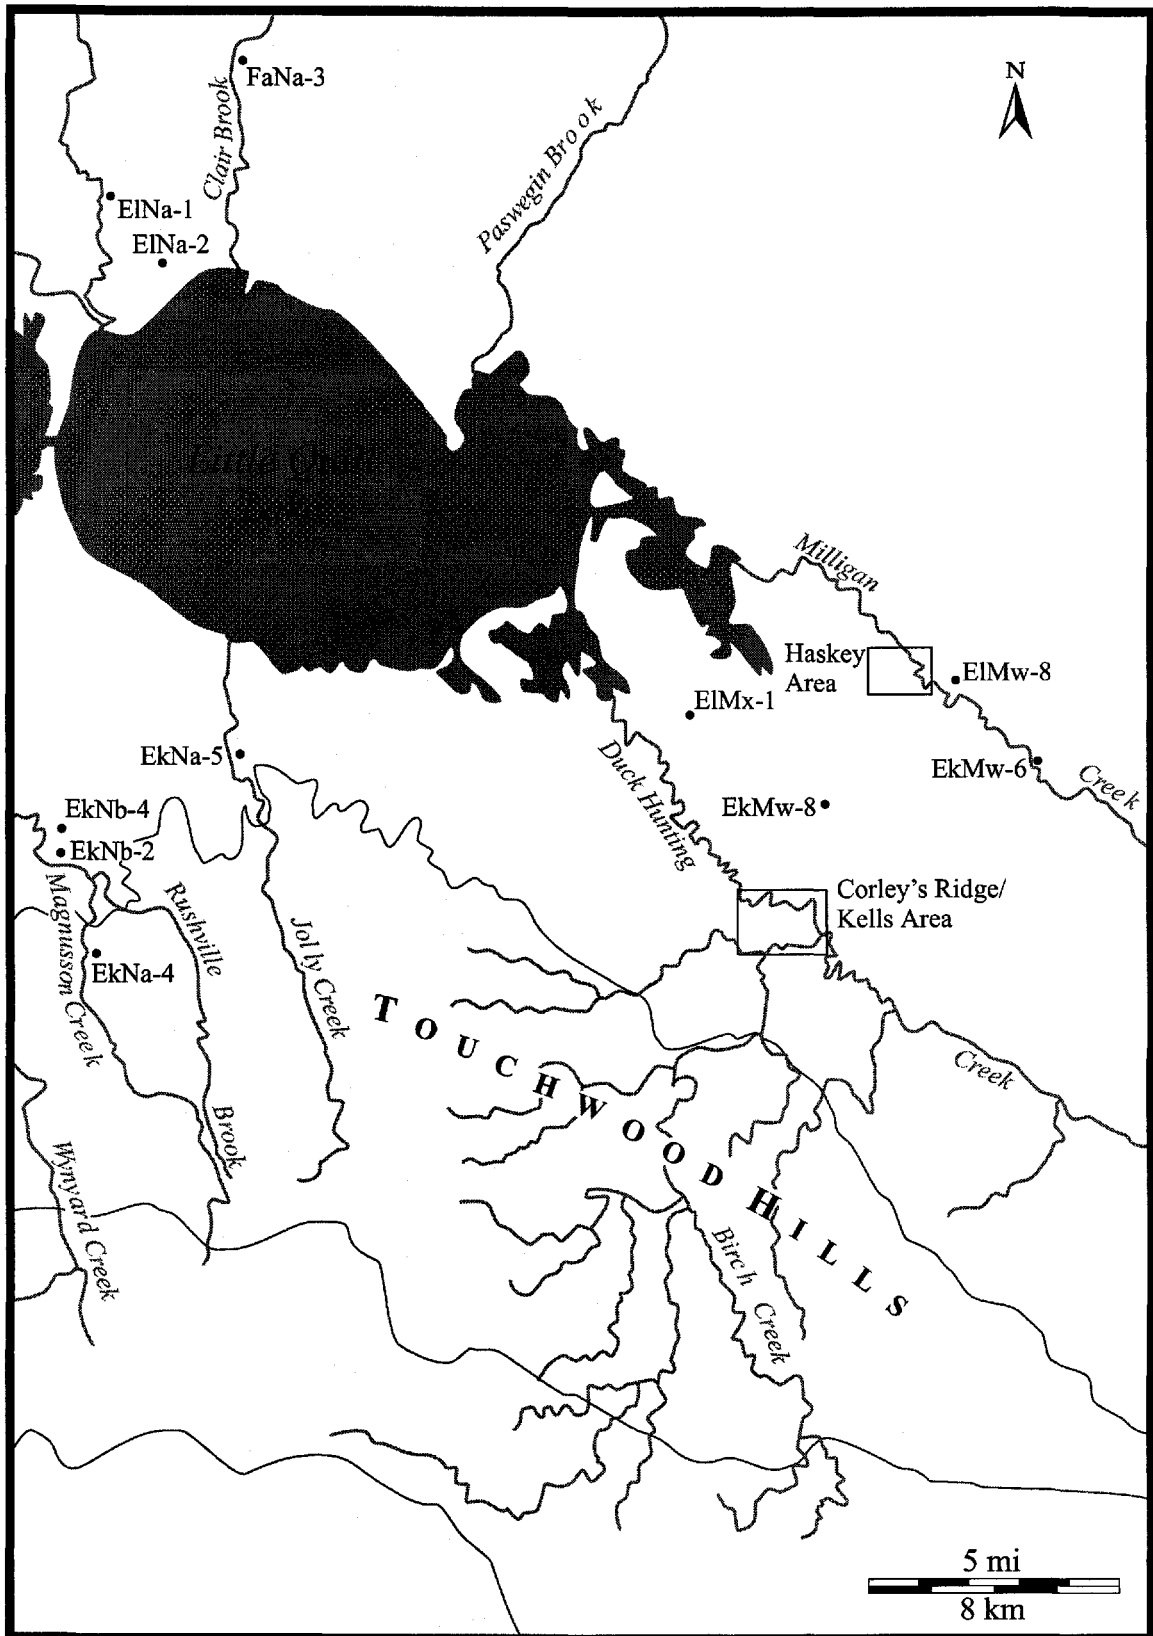 FaNa-3
N
Clair Brook
Paswegin Brook
ElNa-1
ElNa-2
Little Quill
Milligan
Haskey
Area
ElMw-8
ElMx-1
EkNa-5
Duck Hunting
EkMw-6
Creek
EkNb-4
EkMw-8
EkNb-2
Magnusson Creek
Rushville
Corley's Ridge/
Kells Area
EkNa-4
Jolly Creek
TOUCHWOOD HILLS
Creek
Brook
Wynyard Creek
Birch Creek
5 mi
8 km